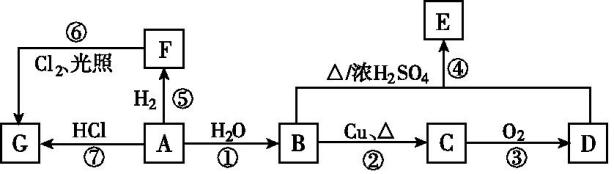 E
⑥ F
Cl₂、光照 △/浓H₂SO₄ ④
H₂ ⑤
G HCl A H₂O B Cu、△ C O₂ D
⑦ ① ② ③